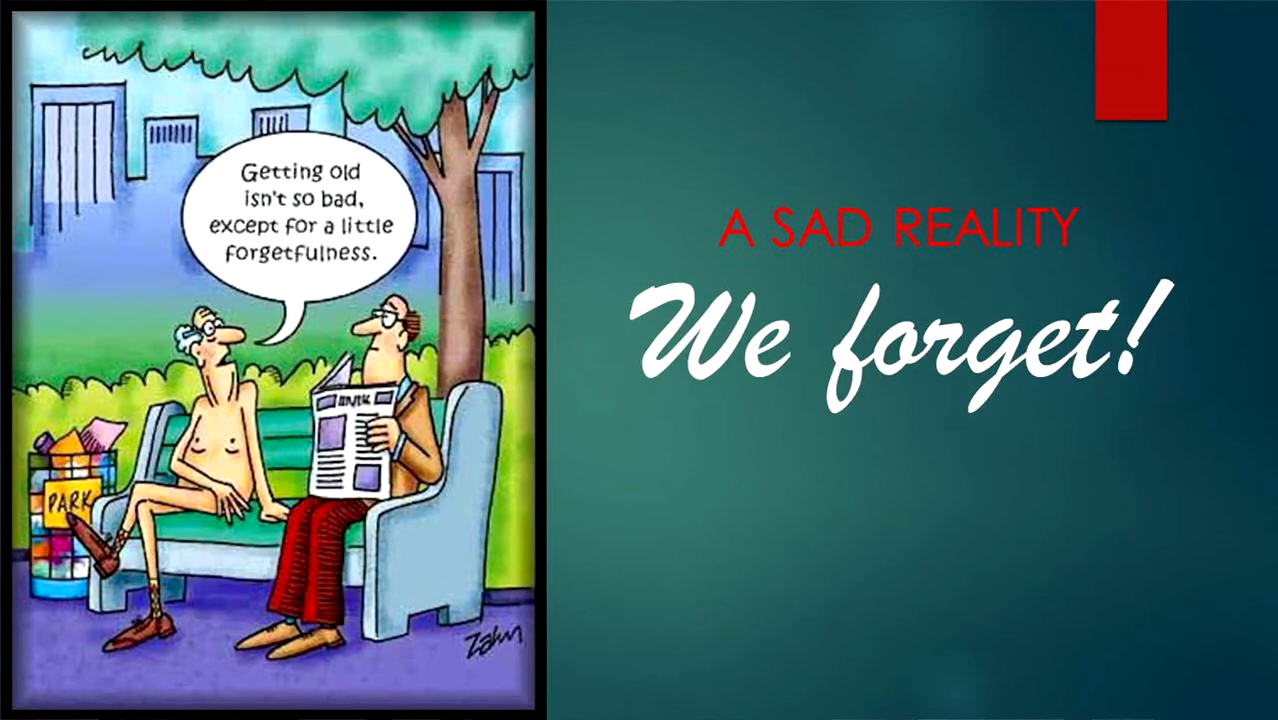 Getting old
isn't so bad,
except for a little
forgetfulness.
PARK
Zahn
A SAD REALITY
We forget!